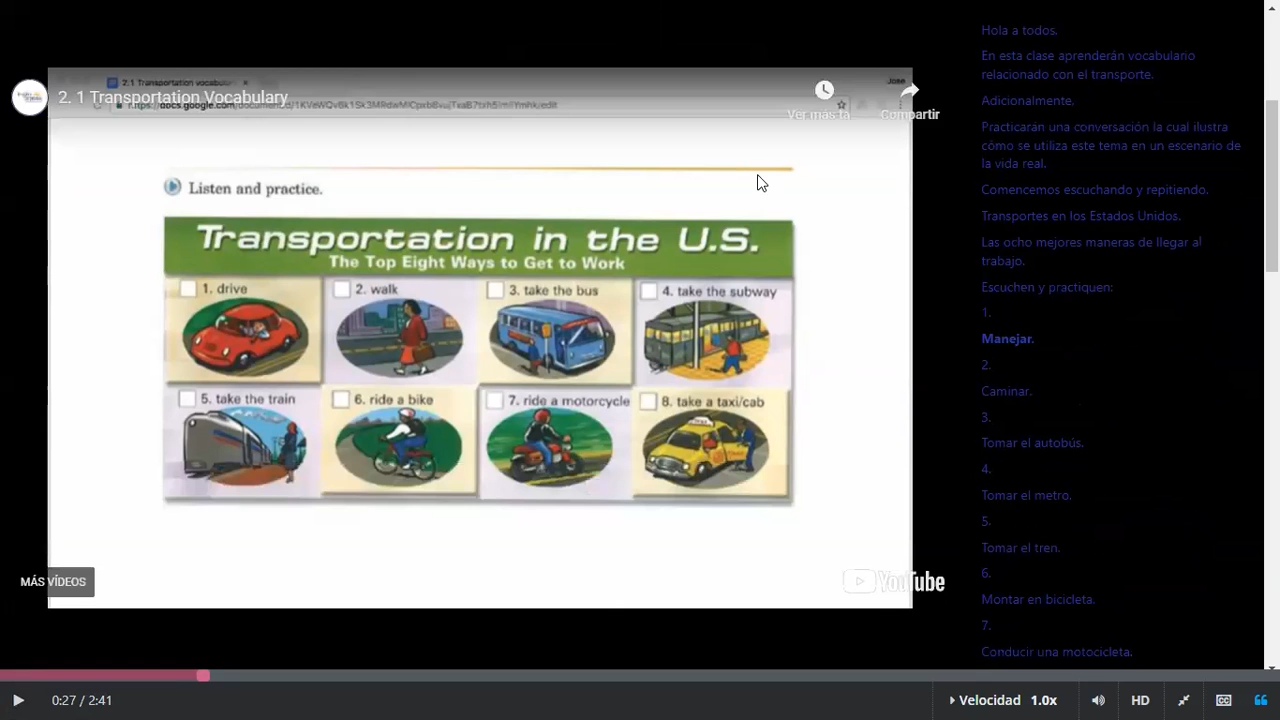 2. 1 Transportation vocabulary
Jose
2. 1 Transportation Vocabulary
Ver más ta
Compartir
Listen and practice.
Transportation in the U.S.
The Top Eight Ways to Get to Work
1. drive
2. walk
3. take the bus
4. take the subway
5. take the train
6. ride a bike
7. ride a motorcycle
8. take a taxi/cab
MÁS VÍDEOS
YouTube
Hola a todos.
En esta clase aprenderán vocabulario
relacionado con el transporte.
Adicionalmente.
Practicarán una conversación la cual ilustra
cómo se utiliza este tema en un escenario de
la vida real.
Comencemos escuchando y repitiendo.
Transportes en los Estados Unidos.
Las ocho mejores maneras de llegar al
trabajo.
Escuchen y practiquen:
1.
Manejar.
2.
Caminar.
3.
Tomar el autobús.
4.
Tomar el metro.
5.
Tomar el tren.
6.
Montar en bicicleta.
7.
Conducir una motocicleta.
0:27 / 2:41
Velocidad 1.0x
HD